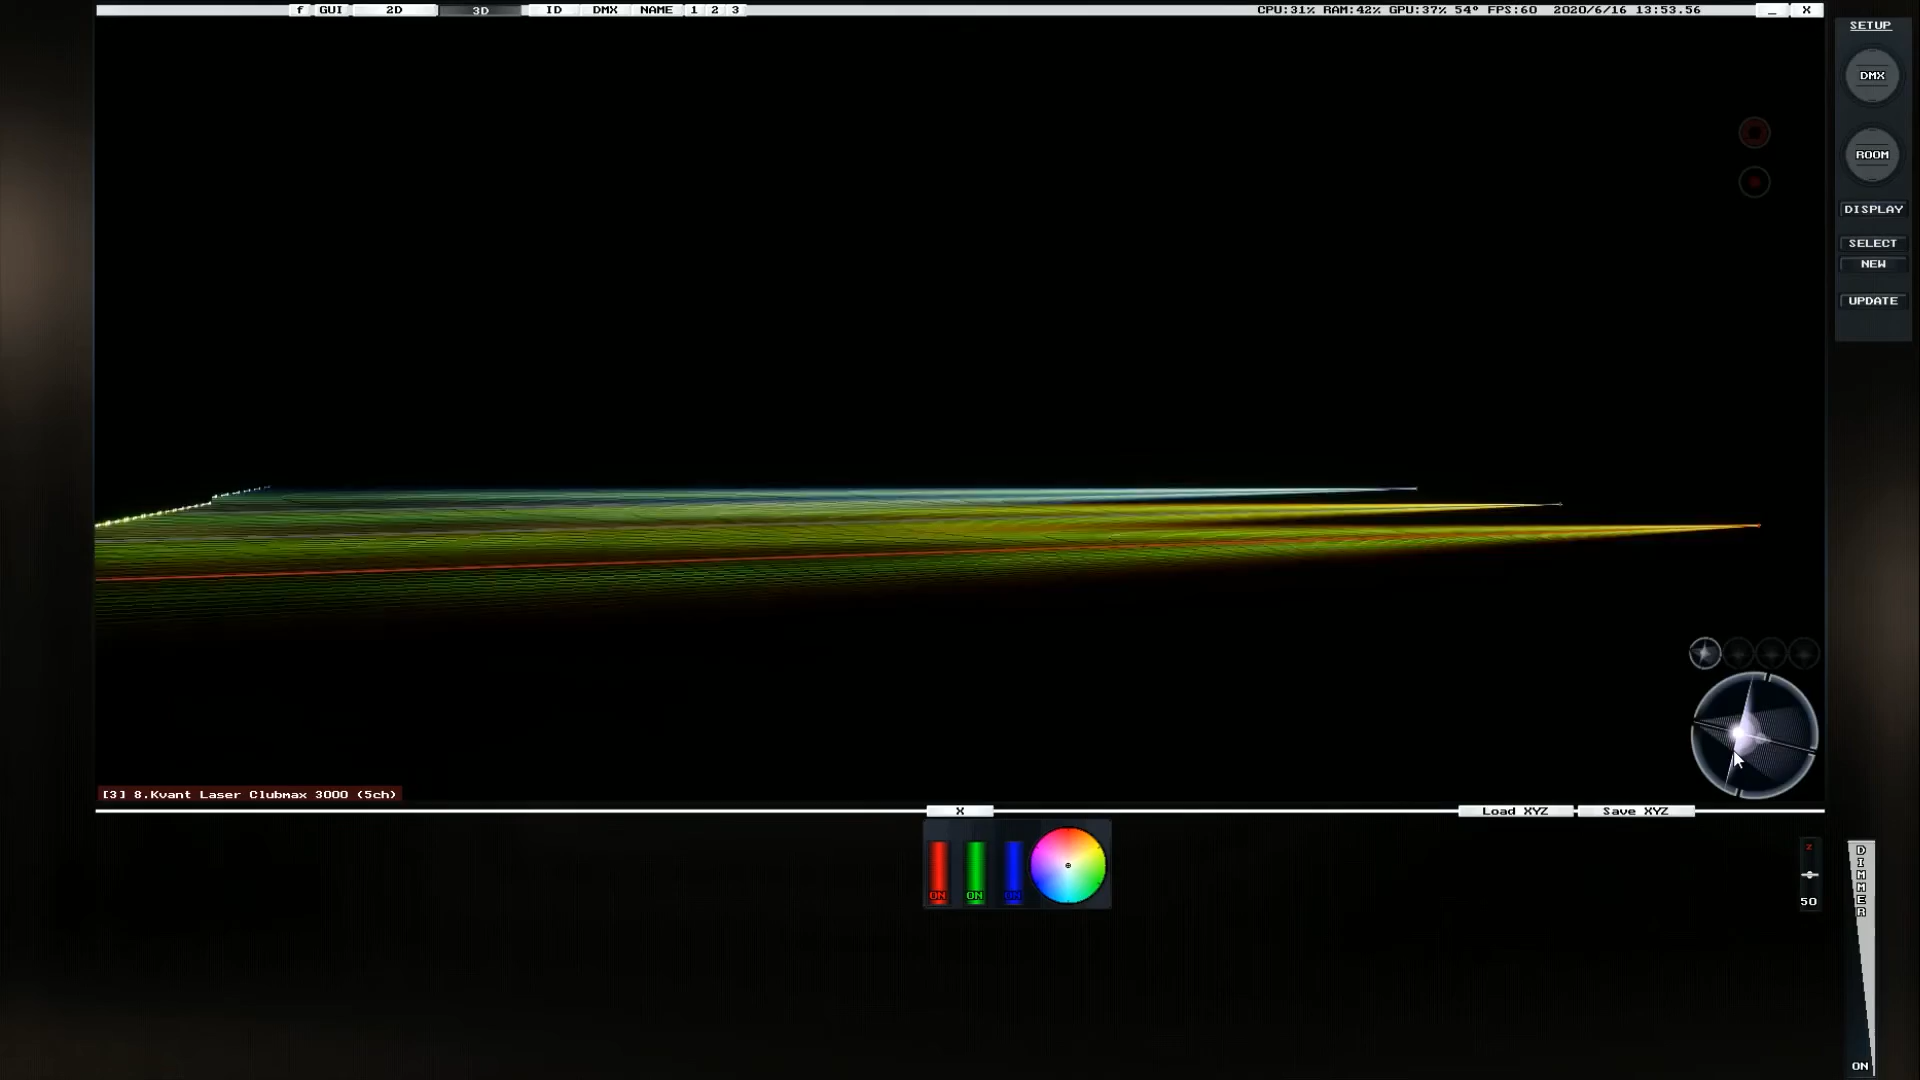 f GUI 2D 3D ID DMX NAME 1 2 3 CPU:31% RAM:42% GPU:37% 54° FPS:60 2020/6/16 13:53.56 _ X
SETUP
DMX
ROOM
DISPLAY
SELECT
NEW
UPDATE
[3] 8.Kvant Laser Clubmax 3000 (5ch)
X Load XYZ Save XYZ
ON ON ON
Z
50
DIMMER
ON